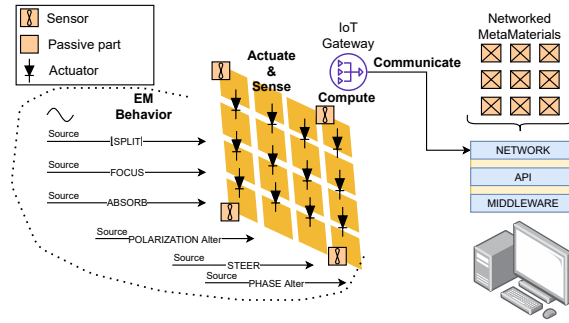 Sensor
Passive part
Actuator
EM
Behavior
Actuate
&
Sense
IoT
Gateway
Compute
Communicate
Networked
MetaMaterials
Source
[SPLIT]
Source
FOCUS
Source
ABSORB
Source
POLARIZATION Alter
Source
STEER
Source
PHASE Alter
NETWORK
API
MIDDLEWARE